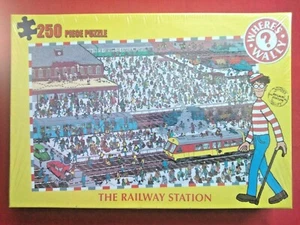 250 PIECE PUZZLE
WHERE'S
WALLY
?
THE RAILWAY STATION